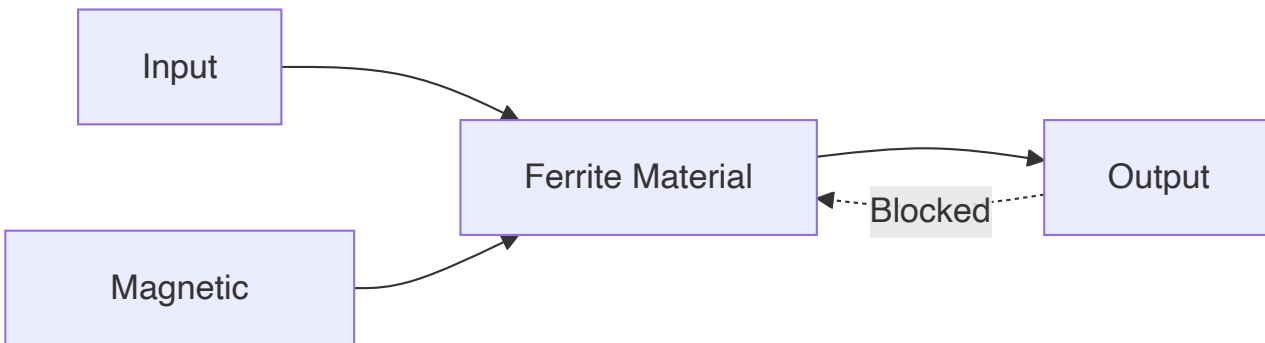 Input
Ferrite Material
Output
Blocked
Magnetic